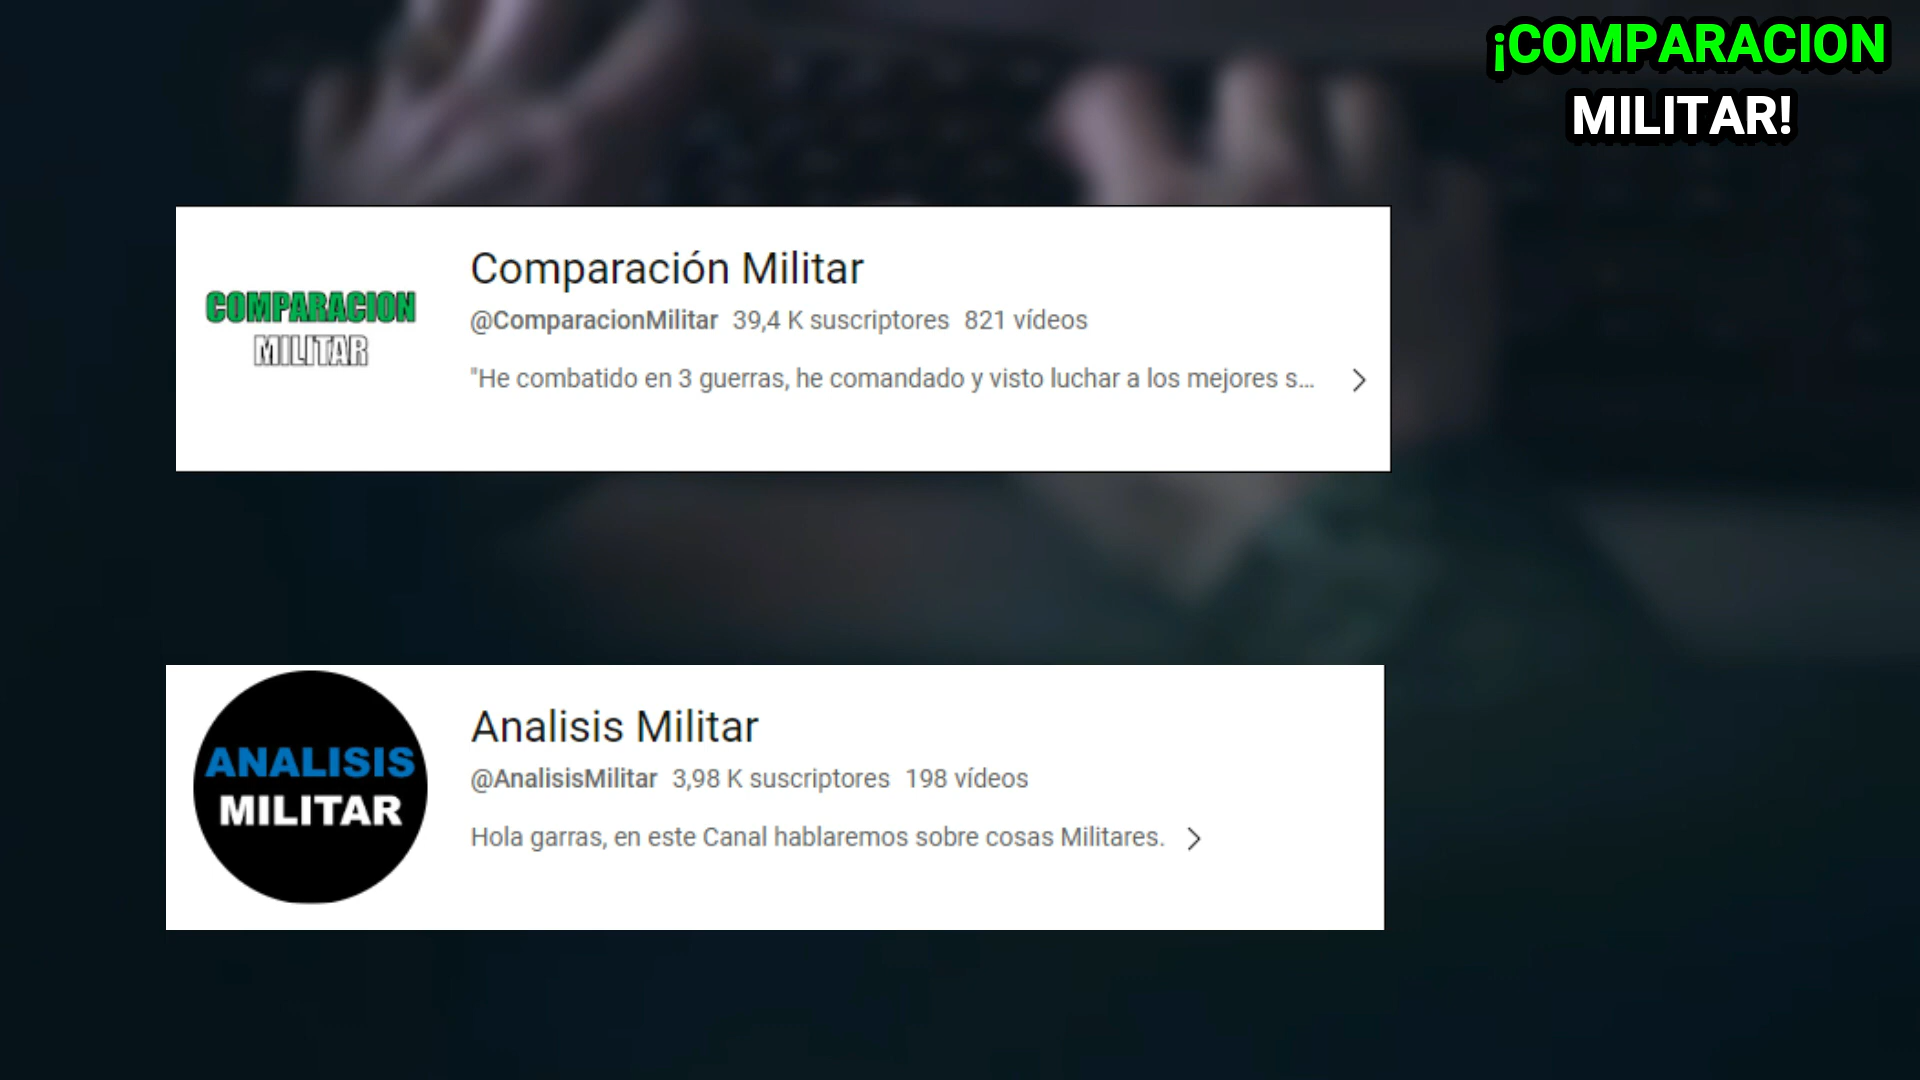 ¡COMPARACION
MILITAR!
COMPARACION
MILITAR
Comparación Militar
@ComparacionMilitar 39,4 K suscriptores 821 vídeos
"He combatido en 3 guerras, he comandado y visto luchar a los mejores s...
ANALISIS
MILITAR
Analisis Militar
@AnalisisMilitar 3,98 K suscriptores 198 vídeos
Hola garras, en este Canal hablaremos sobre cosas Militares.